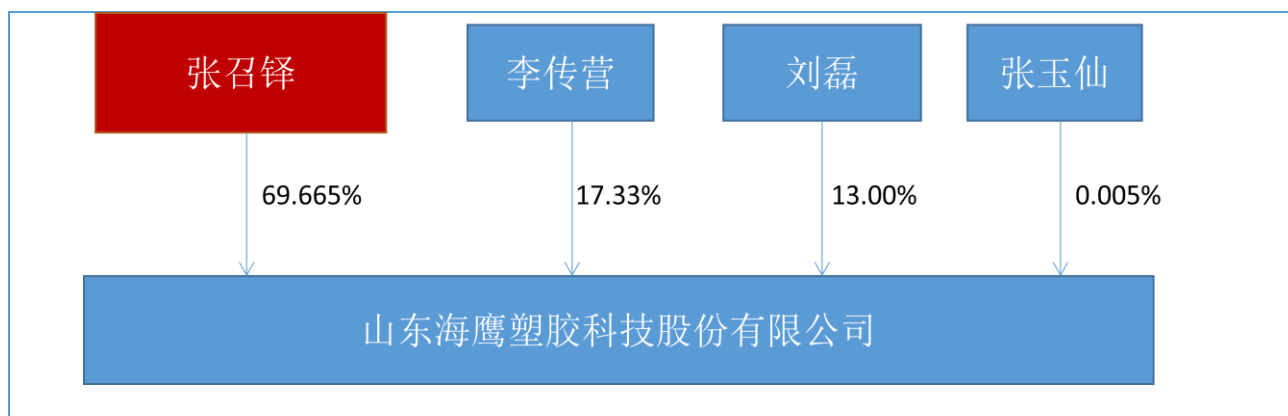 张召铎
李传营
刘磊
张玉仙
69.665%
17.33%
13.00%
0.005%
山东海鹰塑胶科技股份有限公司